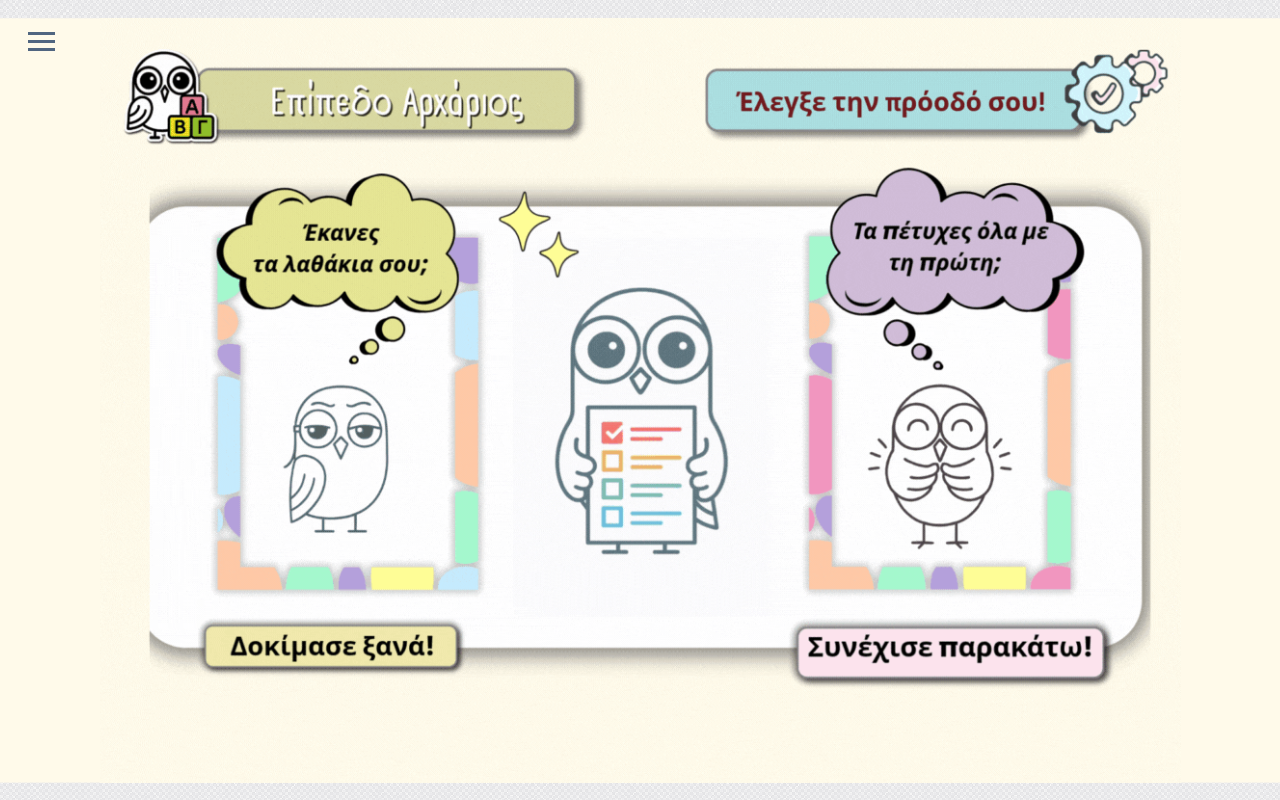 Επίπεδο Αρχάριος
Α
Β Γ
Έλεγξε την πρόοδό σου!
Έκανες
τα λαθάκια σου;
Τα πέτυχες όλα με
τη πρώτη;
Δοκίμασε ξανά!
Συνέχισε παρακάτω!